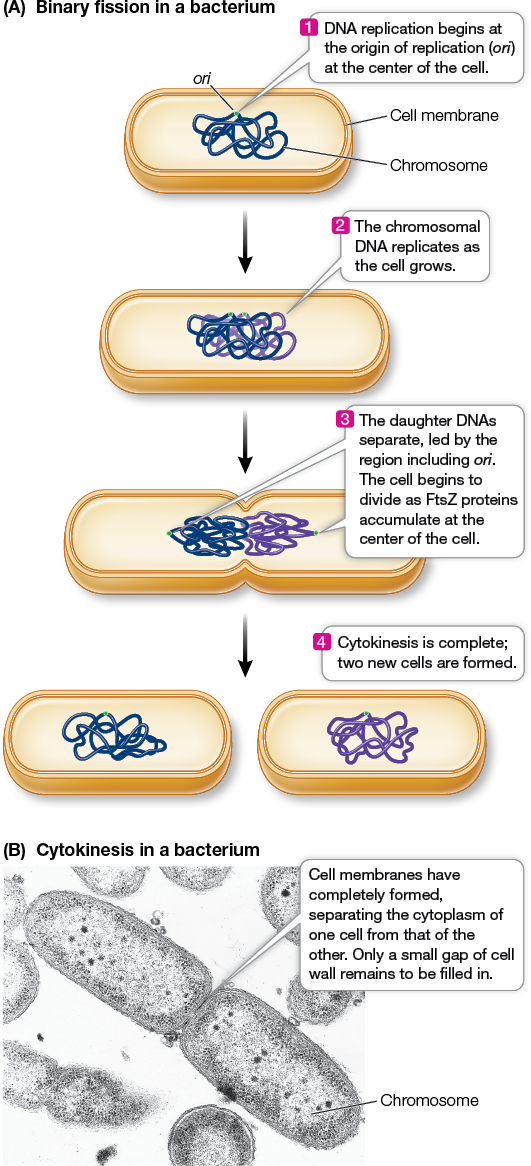 (A) Binary fission in a bacterium
1 DNA replication begins at
the origin of replication (ori)
at the center of the cell.
ori
Cell membrane
Chromosome
2 The chromosomal
DNA replicates as
the cell grows.
3 The daughter DNAs
separate, led by the
region including ori.
The cell begins to
divide as FtsZ proteins
accumulate at the
center of the cell.
4 Cytokinesis is complete;
two new cells are formed.
(B) Cytokinesis in a bacterium
Cell membranes have
completely formed,
separating the cytoplasm of
one cell from that of the
other. Only a small gap of cell
wall remains to be filled in.
Chromosome